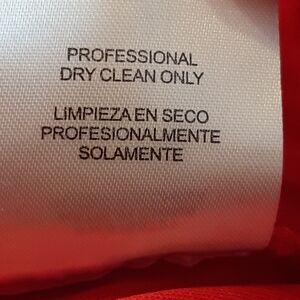 PROFESSIONAL
DRY CLEAN ONLY
LIMPIEZA EN SECO
PROFESIONALMENTE
SOLAMENTE